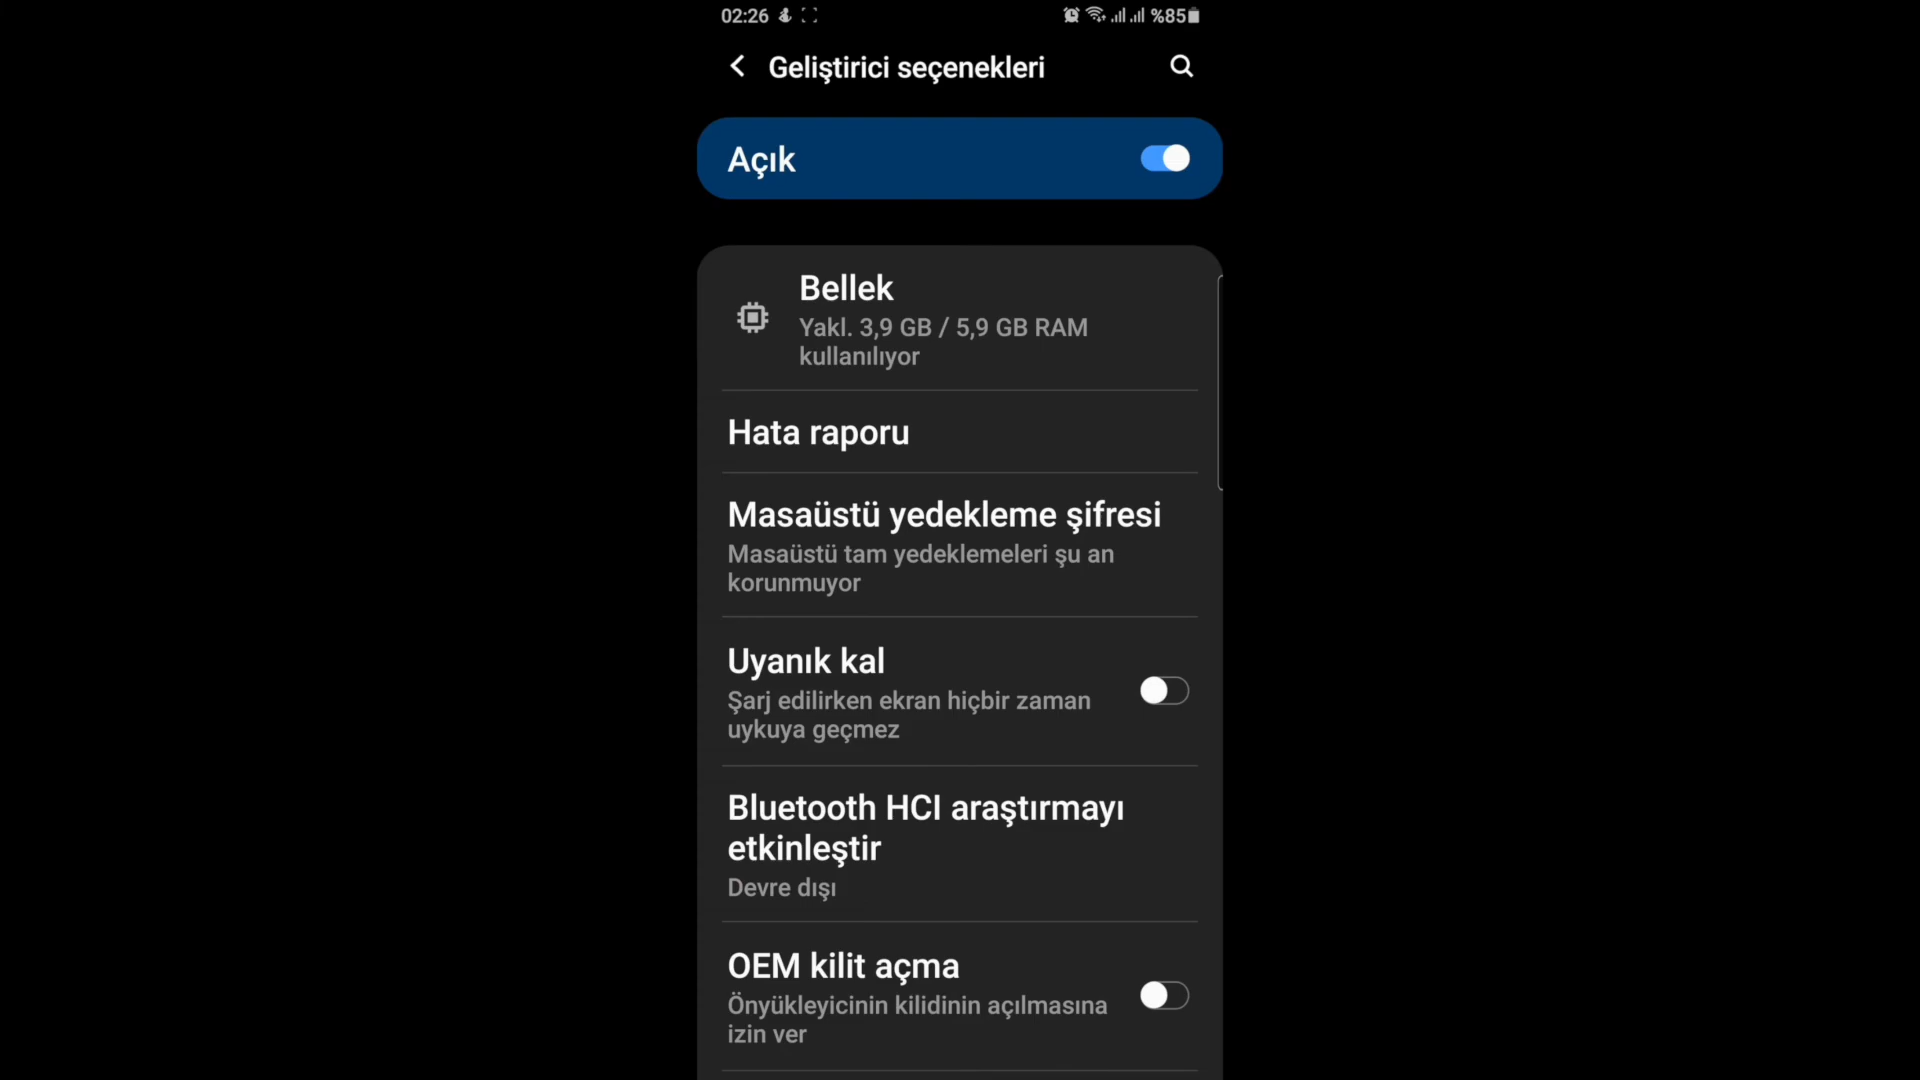 02:26
%85
Geliştirici seçenekleri
Açık
Bellek
Yakl. 3,9 GB / 5,9 GB RAM
kullanılıyor
Hata raporu
Masaüstü yedekleme şifresi
Masaüstü tam yedeklemeleri şu an
korunmuyor
Uyanık kal
Şarj edilirken ekran hiçbir zaman
uykuya geçmez
Bluetooth HCI araştırmayı
etkinleştir
Devre dışı
OEM kilit açma
Önyükleyicinin kilidinin açılmasına
izin ver